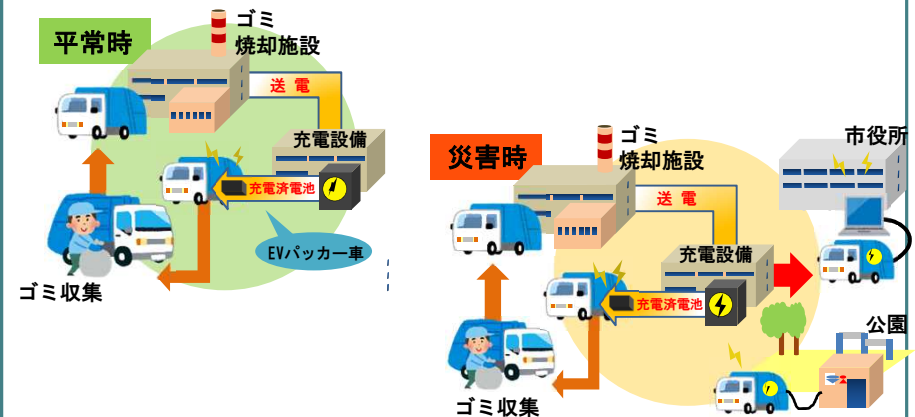 平常時
ゴミ
焼却施設
送電
充電設備
充電済電池
EVパッカー車
ゴミ収集
災害時
ゴミ
焼却施設
送電
充電設備
充電済電池
ゴミ収集
市役所
公園